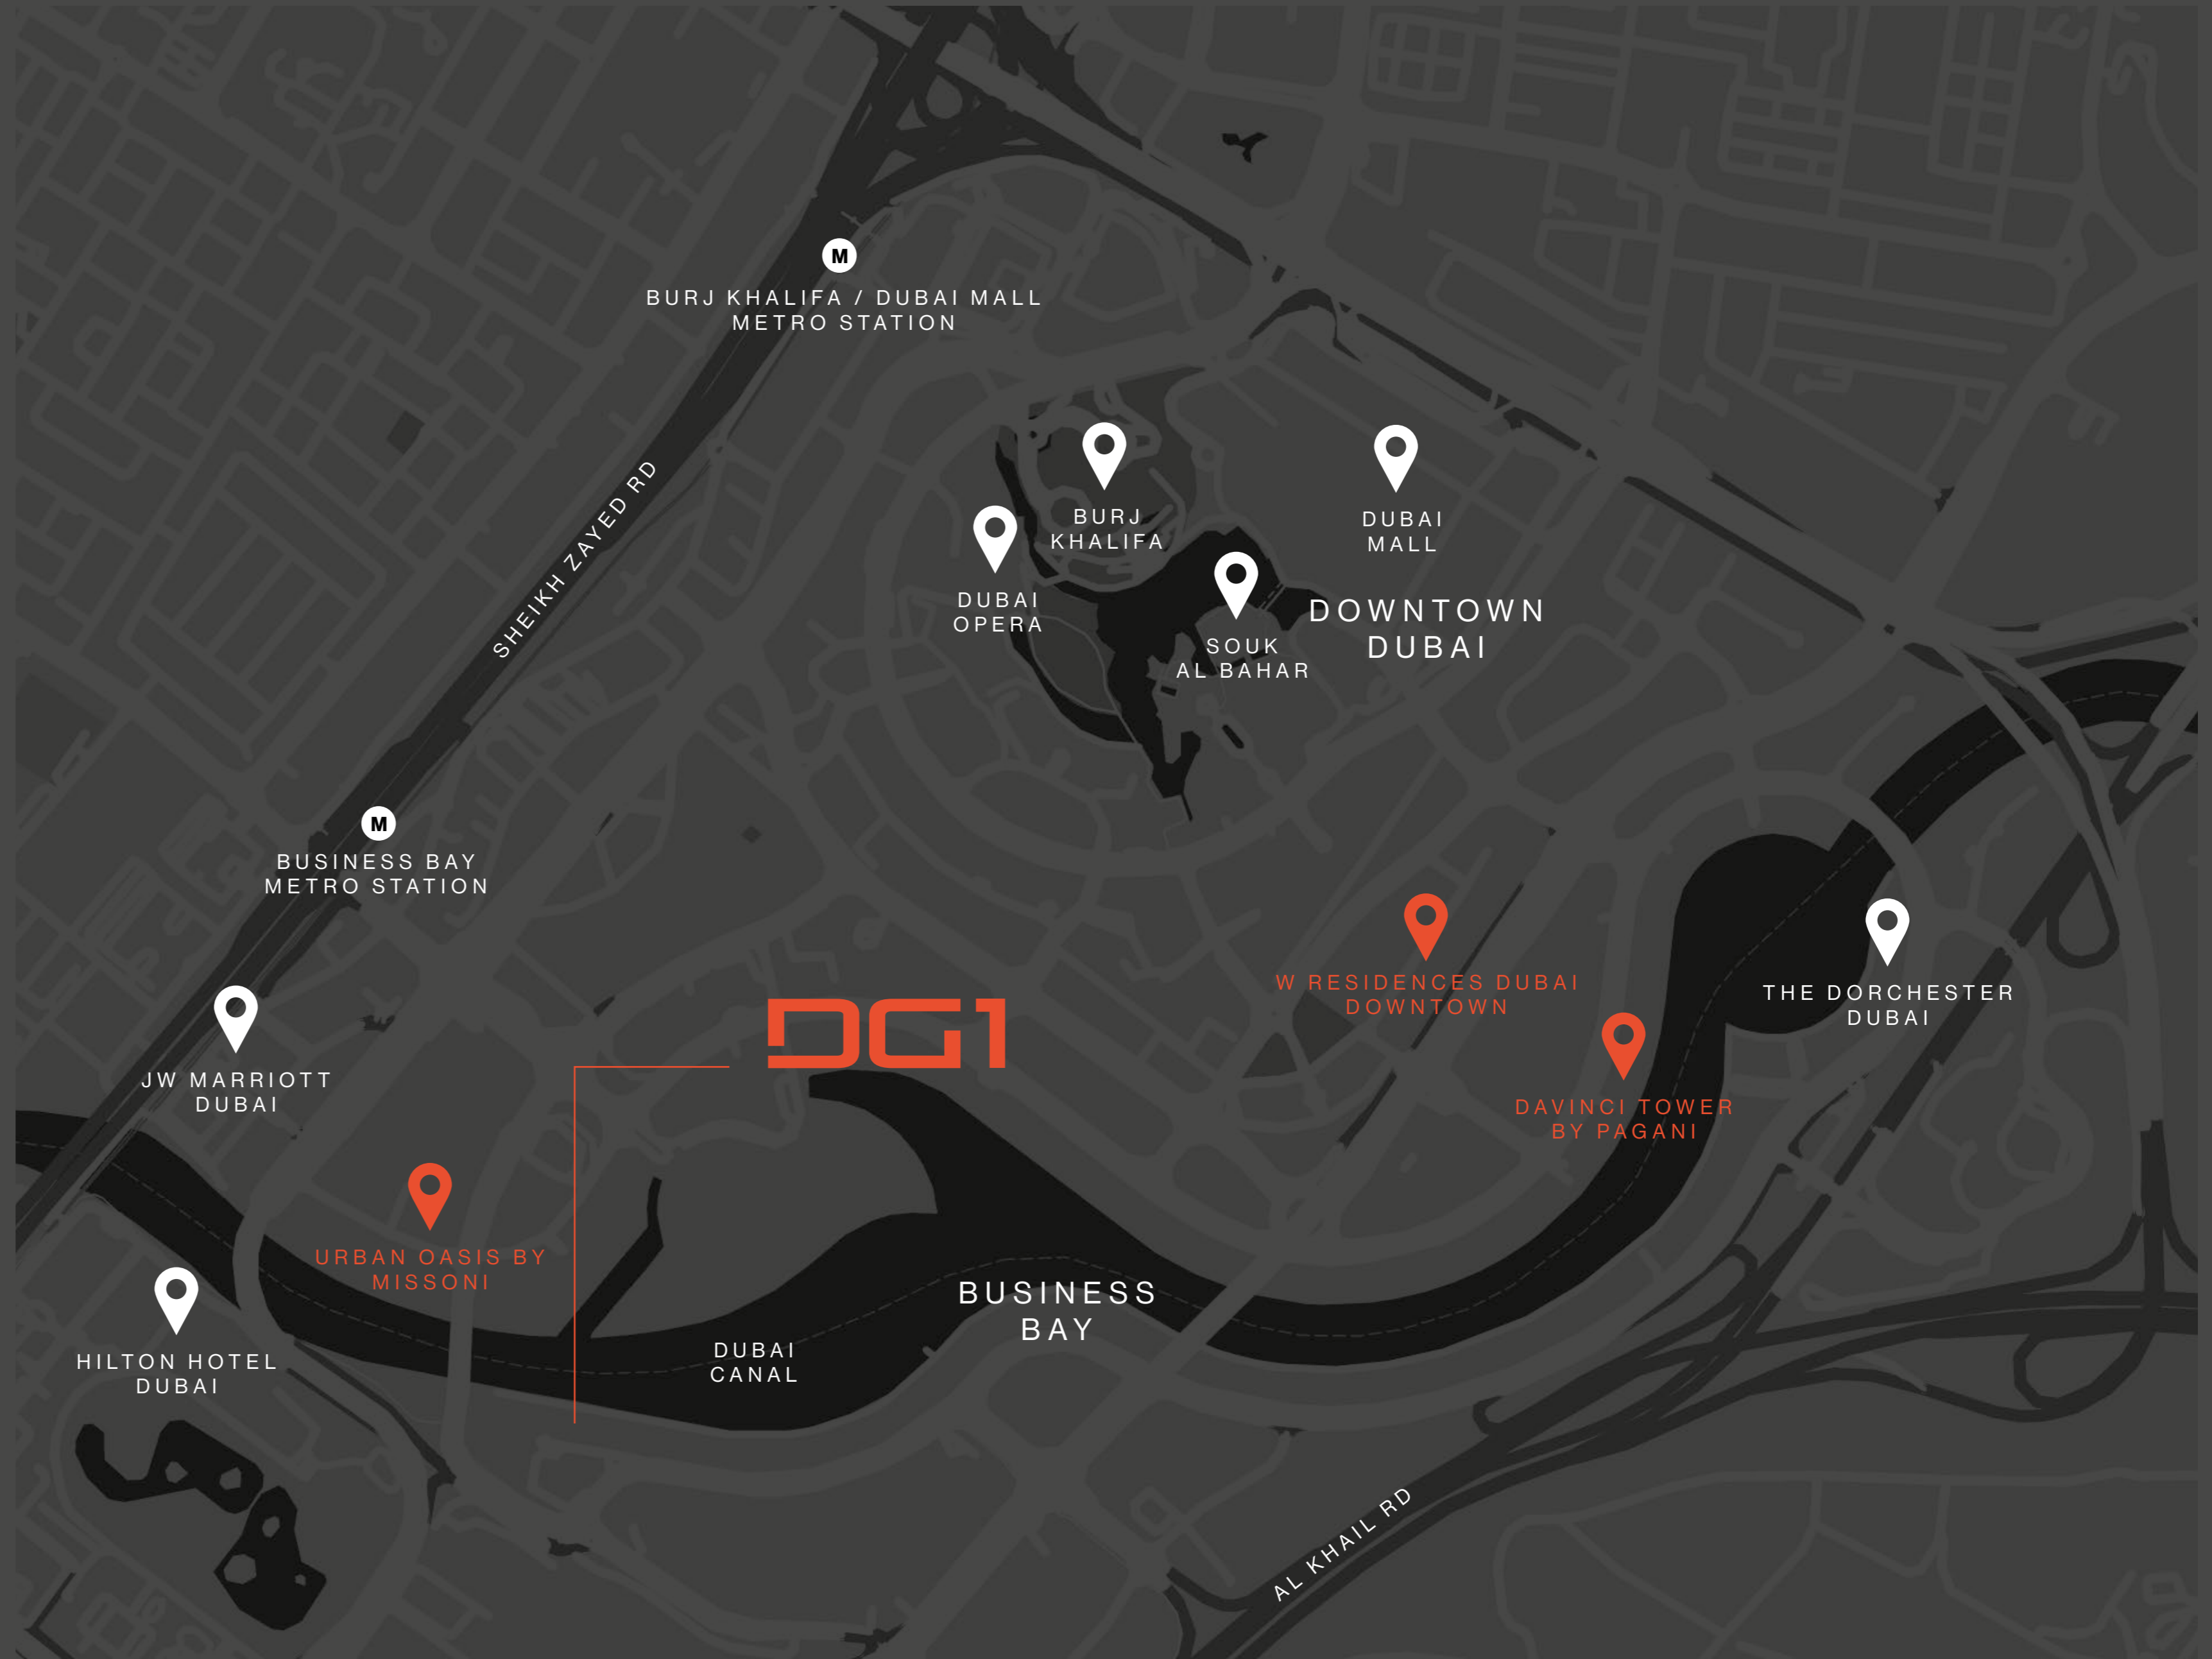 M
BURJ KHALIFA / DUBAI MALL
METRO STATION
SHEIKH ZAYED RD
BURJ
KHALIFA
DUBAI
MALL
DUBAI
OPERA
SOUK
AL BAHAR
DOWNTOWN
DUBAI
M
BUSINESS BAY
METRO STATION
W RESIDENCES DUBAI
DOWNTOWN
THE DORCHESTER
DUBAI
DG1
JW MARRIOTT
DUBAI
DAVINCI TOWER
BY PAGANI
URBAN OASIS BY
MISSONI
BUSINESS
BAY
DUBAI
CANAL
HILTON HOTEL
DUBAI
AL KHAIL RD